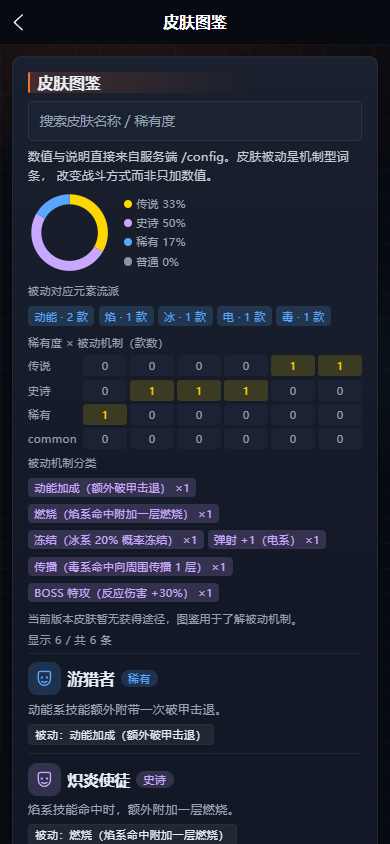 皮肤图鉴
皮肤图鉴
搜索皮肤名称 / 稀有度
数值与说明直接来自服务端 /config。皮肤被动是机制型词
条， 改变战斗方式而非只加数值。
传说 33%
史诗 50%
稀有 17%
普通 0%
被动对应元素流派
动能 · 2 款 焰 · 1 款 冰 · 1 款 电 · 1 款 毒 · 1 款
稀有度 × 被动机制（款数）
传说 0 0 0 0 1 1
史诗 0 1 1 1 0 0
稀有 1 0 0 0 0 0
common 0 0 0 0 0 0
被动机制分类
动能加成（额外破甲击退） ×1
燃烧（焰系命中附加一层燃烧） ×1
冻结（冰系 20% 概率冻结） ×1 弹射 +1（电系） ×1
传播（毒系命中向周围传播 1 层） ×1
BOSS 特攻（反应伤害 +30%） ×1
当前版本皮肤暂无获得途径，图鉴用于了解被动机制。
显示 6 / 共 6 条
游猎者 稀有
动能系技能额外附带一次破甲击退。
被动：动能加成（额外破甲击退）
炽炎使徒 史诗
焰系技能命中时，额外附加一层燃烧。
被动：燃烧（焰系命中附加一层燃烧）